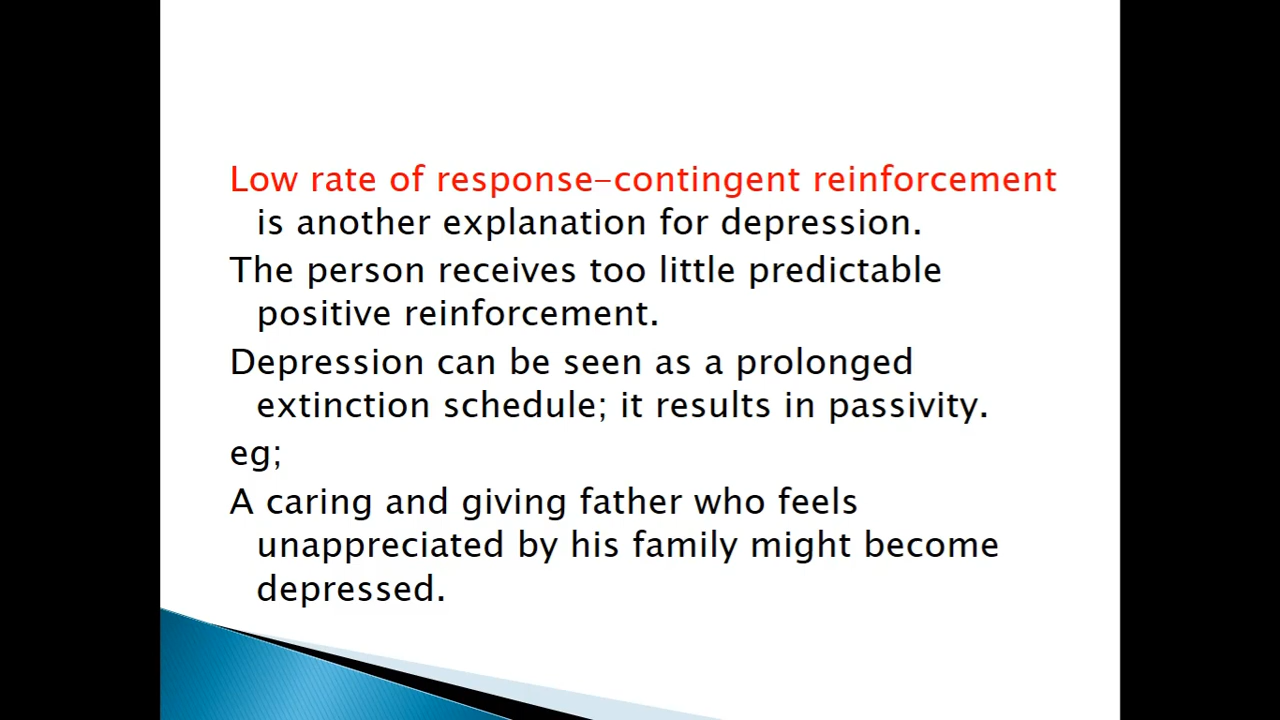 Low rate of response-contingent reinforcement
is another explanation for depression.
The person receives too little predictable
positive reinforcement.
Depression can be seen as a prolonged
extinction schedule; it results in passivity.
eg;
A caring and giving father who feels
unappreciated by his family might become
depressed.